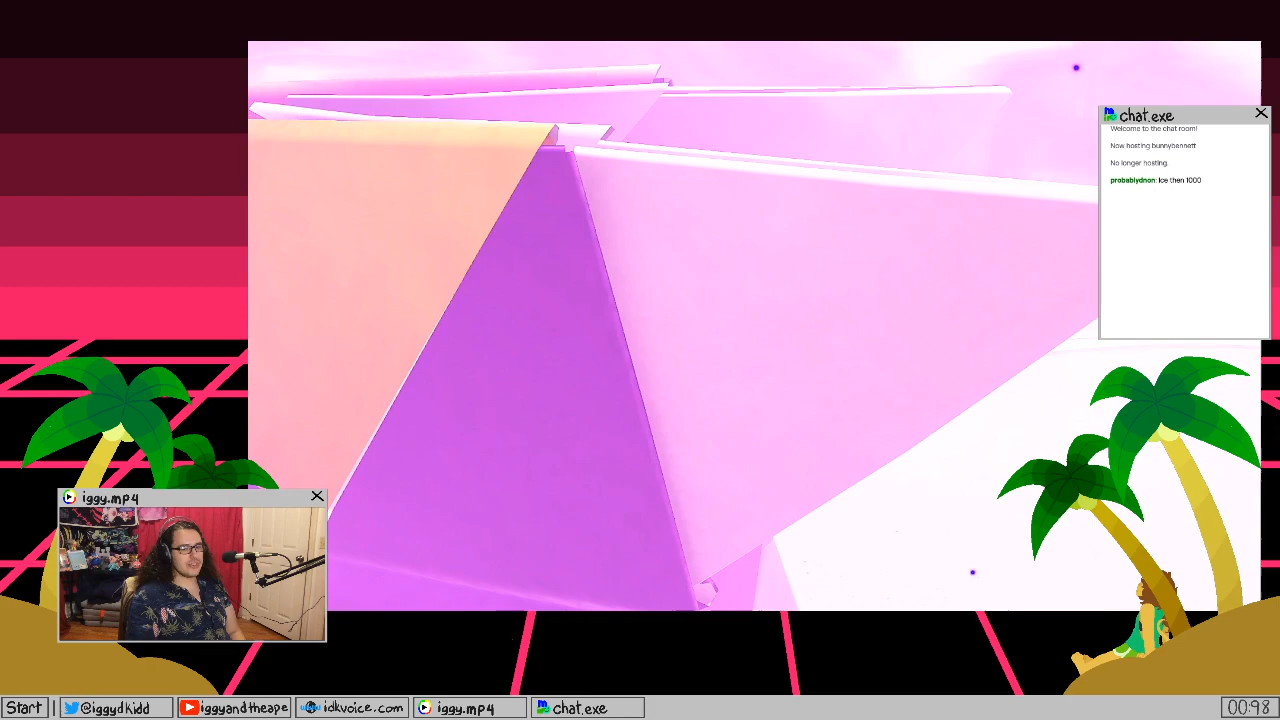 chat.exe
Welcome to the chat room!
Now hosting bunnybennett
No longer hosting.
probablydnon: Ice then 1000
iggy.mp4
Start | @iggydkidd iggyandtheape www idkvoice.com iggy.mp4 chat.exe 00:98